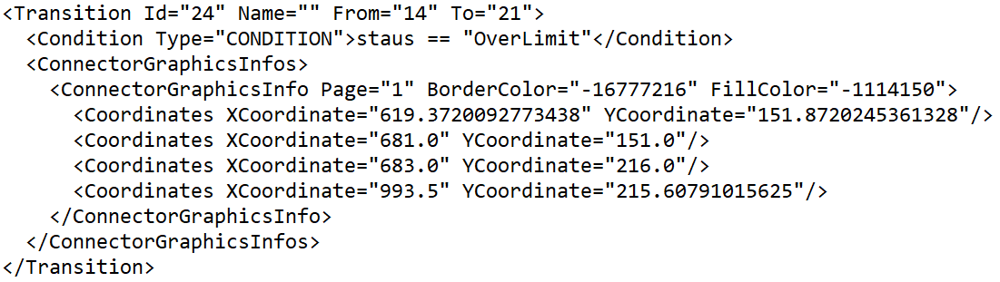 <Transition Id="24" Name="" From="14" To="21">
  <Condition Type="CONDITION">staus == "OverLimit"</Condition>
  <ConnectorGraphicsInfos>
    <ConnectorGraphicsInfo Page="1" BorderColor="-16777216" FillColor="-1114150">
      <Coordinates XCoordinate="619.3720092773438" YCoordinate="151.8720245361328"/>
      <Coordinates XCoordinate="681.0" YCoordinate="151.0"/>
      <Coordinates XCoordinate="683.0" YCoordinate="216.0"/>
      <Coordinates XCoordinate="993.5" YCoordinate="215.60791015625"/>
    </ConnectorGraphicsInfo>
  </ConnectorGraphicsInfos>
</Transition>